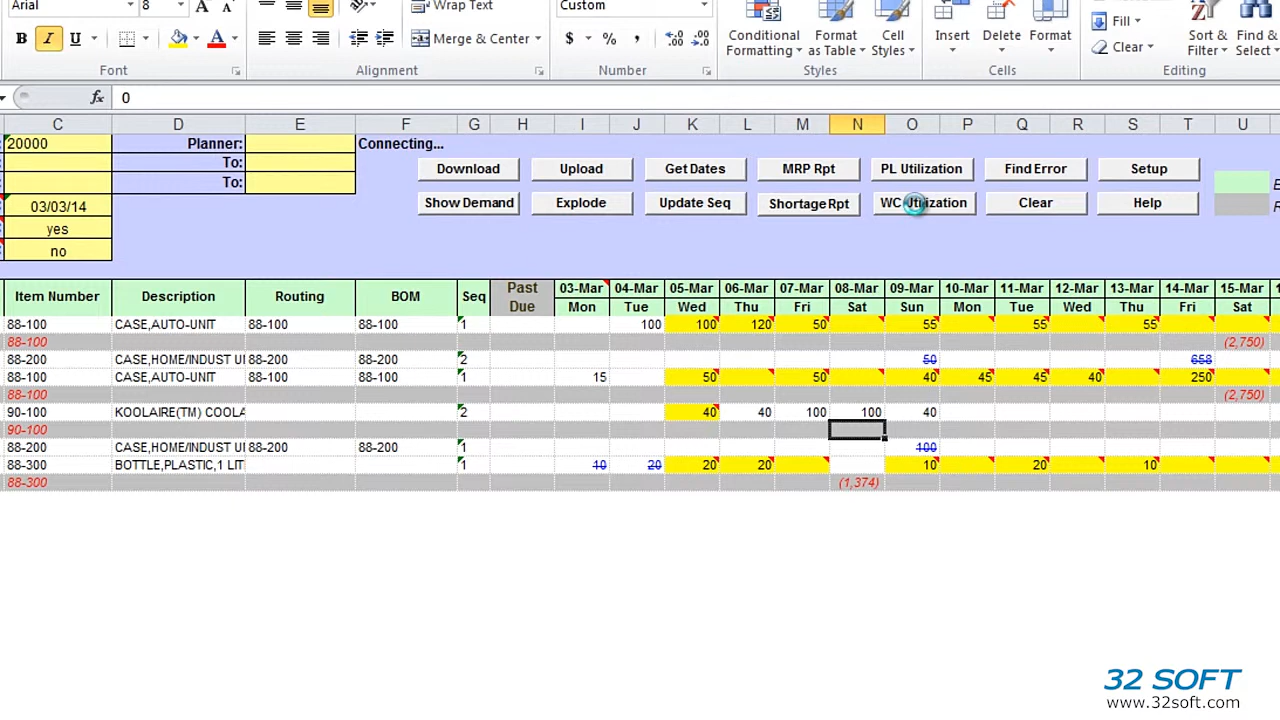 Arial 8 A A Wrap Text Custom
B I U A Merge & Center $ % , Conditional Formatting Format as Table Cell Styles Insert Delete Format Fill Clear Sort & Filter Find & Select
Font Alignment Number Styles Cells Editing
fx 0
C D E F G H I J K L M N O P Q R S T U
20000 Planner: Connecting...
To: Download Upload Get Dates MRP Rpt PL Utilization Find Error Setup
To:
03/03/14 Show Demand Explode Update Seq Shortage Rpt WC Utilization Clear Help
yes
no
Item Number Description Routing BOM Seq Past Due 03-Mar 04-Mar 05-Mar 06-Mar 07-Mar 08-Mar 09-Mar 10-Mar 11-Mar 12-Mar 13-Mar 14-Mar 15-Mar
Mon Tue Wed Thu Fri Sat Sun Mon Tue Wed Thu Fri Sat
88-100 CASE,AUTO-UNIT 88-100 88-100 1 100 100 120 50 55 55 55
88-100 (2,750)
88-200 CASE,HOME/INDUST UI 88-200 88-200 2 50 658
88-100 CASE,AUTO-UNIT 88-100 88-100 1 15 50 50 40 45 45 40 250
88-100 (2,750)
90-100 KOOLAIRE(TM) COOLA 2 40 40 100 100 40
90-100
88-200 CASE,HOME/INDUST UI 88-200 88-200 1 100
88-300 BOTTLE,PLASTIC,1 LIT 1 10 20 20 20 10 20 10
88-300 (1,374)
32 SOFT
www.32soft.com